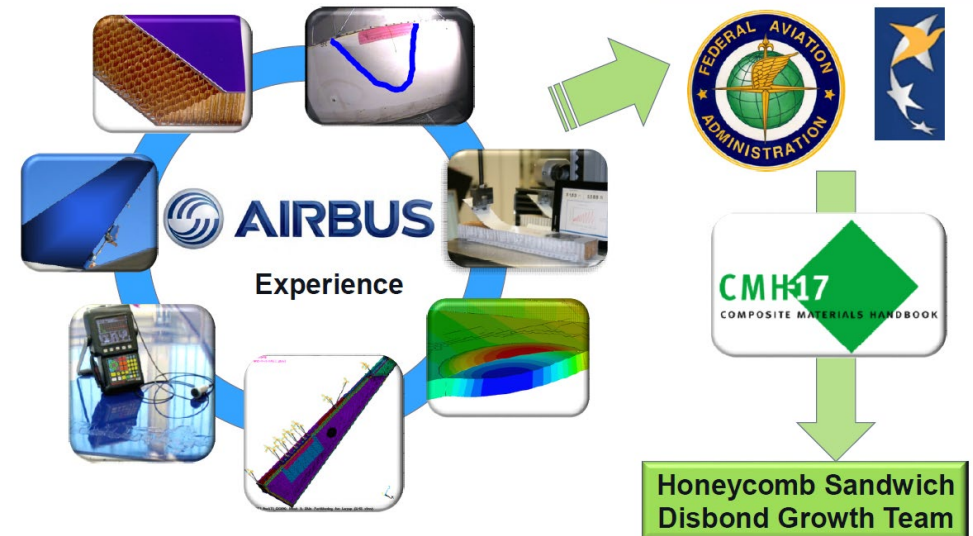 FEDERAL AVIATION
ADMINISTRATION
AIRBUS
Experience
CMH-17
COMPOSITE MATERIALS HANDBOOK
Honeycomb Sandwich
Disbond Growth Team